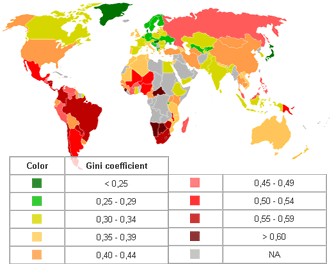 Color Gini coefficient
< 0,25
0,25 - 0,29
0,30 - 0,34
0,35 - 0,39
0,40 - 0,44
0,45 - 0,49
0,50 - 0,54
0,55 - 0,59
> 0,60
NA